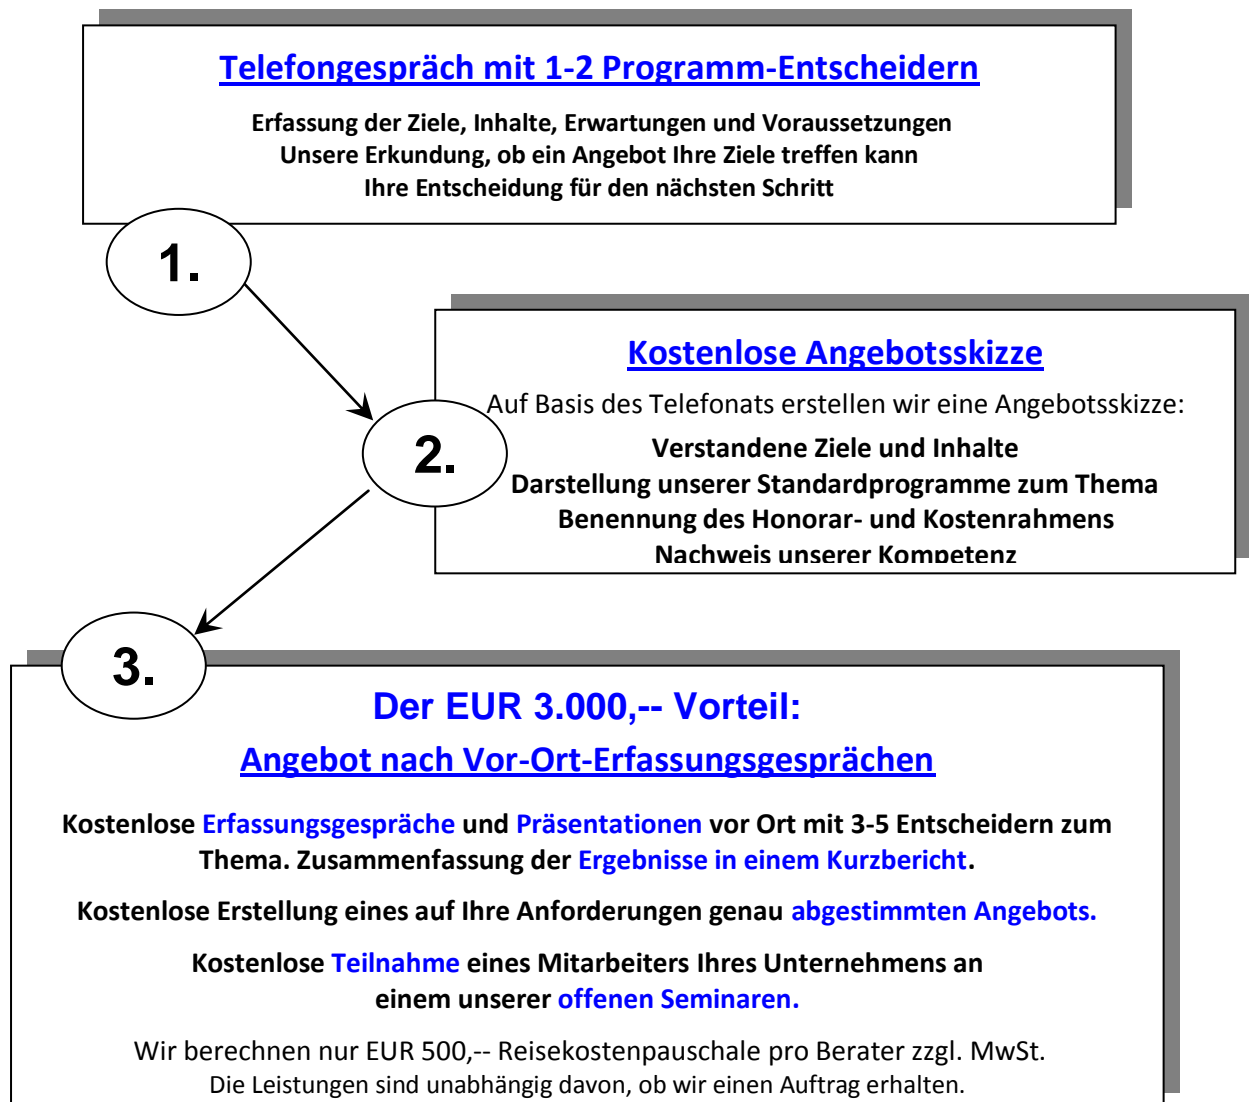 Telefongespräch mit 1-2 Programm-Entscheidern
Erfassung der Ziele, Inhalte, Erwartungen und Voraussetzungen
Unsere Erkundung, ob ein Angebot Ihre Ziele treffen kann
Ihre Entscheidung für den nächsten Schritt
1.
Kostenlose Angebotsskizze
Auf Basis des Telefonats erstellen wir eine Angebotsskizze:
2.
Verstandene Ziele und Inhalte
Darstellung unserer Standardprogramme zum Thema
Benennung des Honorar- und Kostenrahmens
Nachweis unserer Kompetenz
3.
Der EUR 3.000,-- Vorteil:
Angebot nach Vor-Ort-Erfassungsgesprächen
Kostenlose Erfassungsgespräche und Präsentationen vor Ort mit 3-5 Entscheidern zum
Thema. Zusammenfassung der Ergebnisse in einem Kurzbericht.
Kostenlose Erstellung eines auf Ihre Anforderungen genau abgestimmten Angebots.
Kostenlose Teilnahme eines Mitarbeiters Ihres Unternehmens an
einem unserer offenen Seminaren.
Wir berechnen nur EUR 500,-- Reisekostenpauschale pro Berater zzgl. MwSt.
Die Leistungen sind unabhängig davon, ob wir einen Auftrag erhalten.